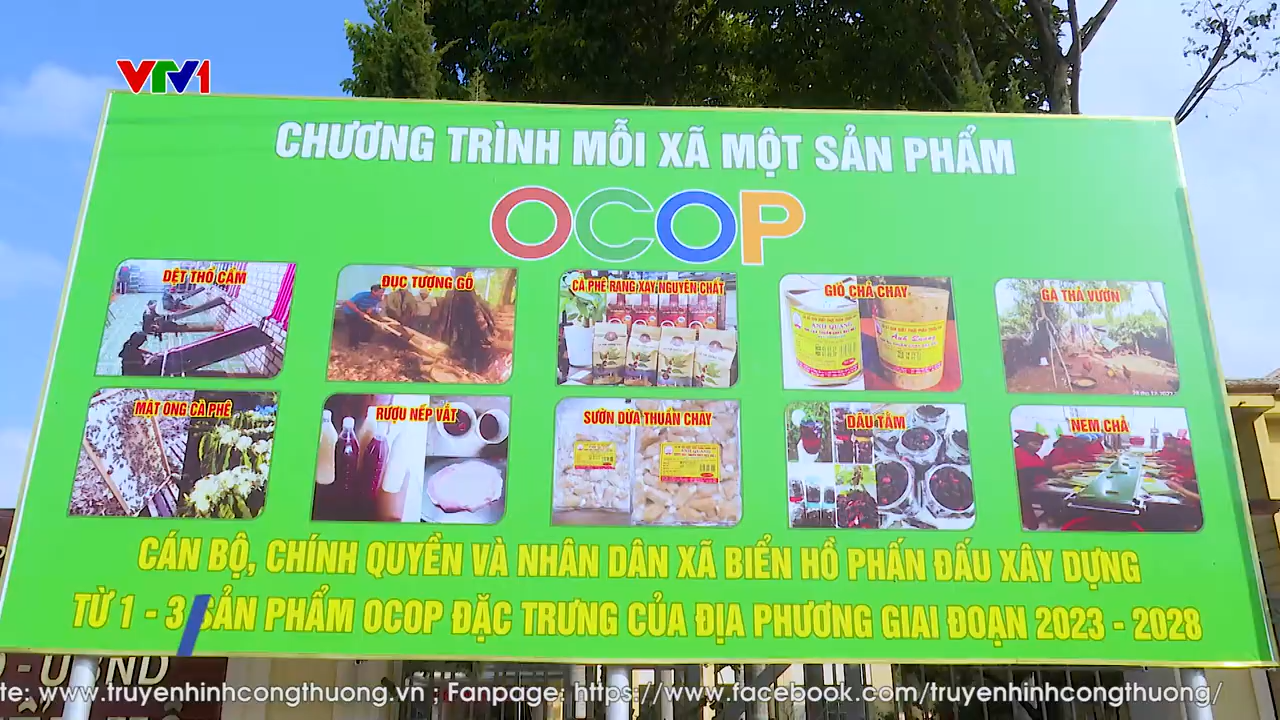 VTV1
CHƯƠNG TRÌNH MỖI XÃ MỘT SẢN PHẨM
OCOP
DỆT THỔ CẨM
ĐỤC TƯỢNG GỖ
CÀ PHÊ RANG XAY NGUYÊN CHẤT
GIÒ CHẢ CHAY
GÀ THẢ VƯỜN
MẬT ONG CÀ PHÊ
RƯỢU NẾP VẮT
SƯỜN DỪA THUẦN CHAY
DÂU TẰM
NEM CHẢ
CÁN BỘ, CHÍNH QUYỀN VÀ NHÂN DÂN XÃ BIỂN HỒ PHẤN ĐẤU XÂY DỰNG
TỪ 1 - 3 SẢN PHẨM OCOP ĐẶC TRƯNG CỦA ĐỊA PHƯƠNG GIAI ĐOẠN 2023 - 2028
UBND
te: www.truyenhinhcongthuong.vn ; Fanpage: https://www.facebook.com/truyenhinhcongthuong/